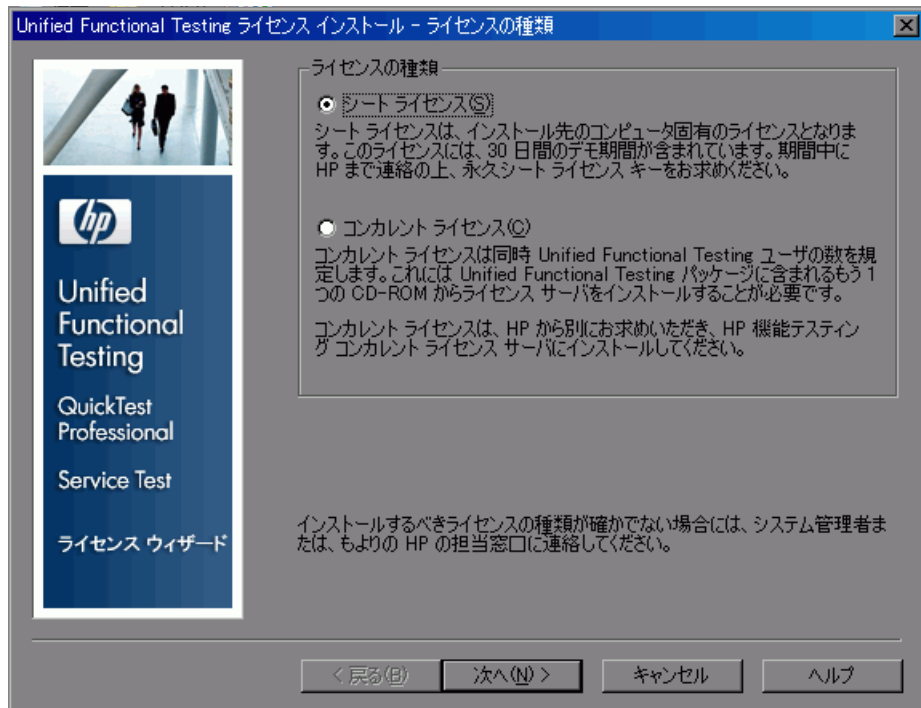 Unified Functional Testing ライセンス インストール - ライセンスの種類
ライセンスの種類
シート ライセンス(S)
シート ライセンスは、インストール先のコンピュータ固有のライセンスとなりま
す。このライセンスには、30 日間のデモ期間が含まれています。期間中に
HP まで連絡の上、永久シート ライセンス キーをお求めください。
コンカレント ライセンス(C)
コンカレント ライセンスは同時 Unified Functional Testing ユーザの数を規
定します。これには Unified Functional Testing パッケージに含まれるもう 1
つの CD-ROM からライセンス サーバをインストールすることが必要です。
コンカレント ライセンスは、HP から別にお求めいただき、HP 機能テスティン
グ コンカレント ライセンス サーバにインストールしてください。
hp
Unified
Functional
Testing
QuickTest
Professional
Service Test
ライセンス ウィザード
インストールするべきライセンスの種類が確かでない場合には、システム管理者ま
たは、もよりの HP の担当窓口に連絡してください。
< 戻る(B)
次へ(N) >
キャンセル
ヘルプ